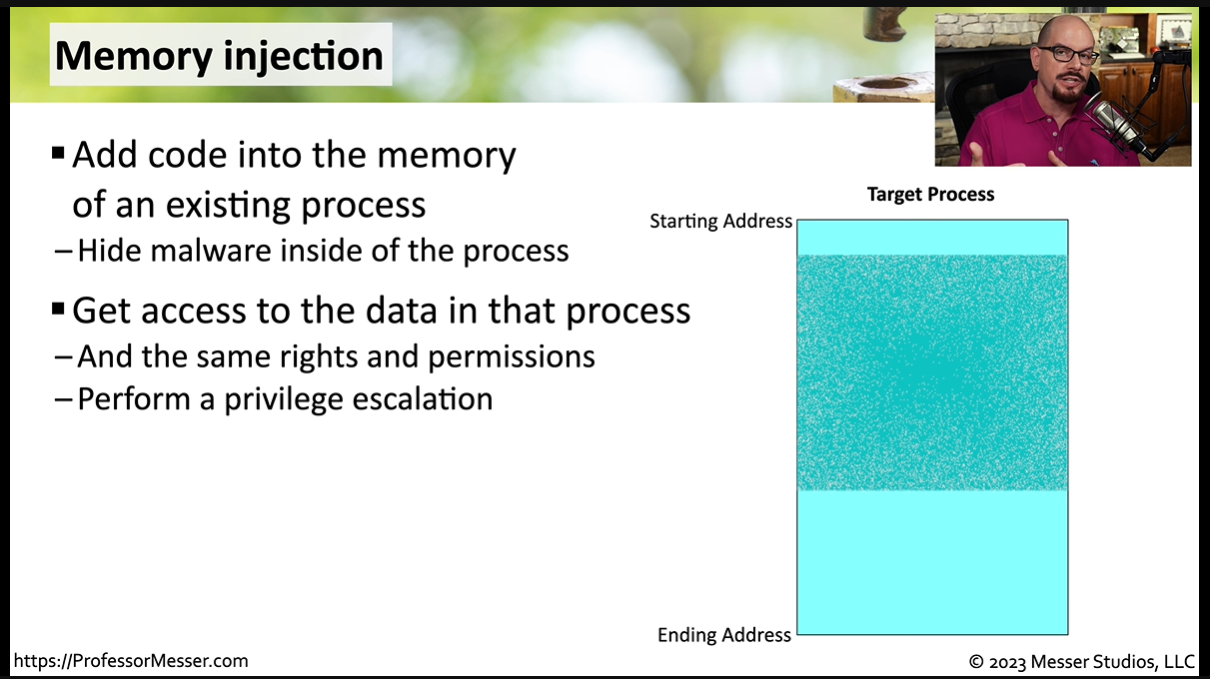 Memory injection
▪ Add code into the memory
of an existing process
– Hide malware inside of the process
▪ Get access to the data in that process
– And the same rights and permissions
– Perform a privilege escalation
Target Process
Starting Address
Ending Address
https://ProfessorMesser.com
© 2023 Messer Studios, LLC